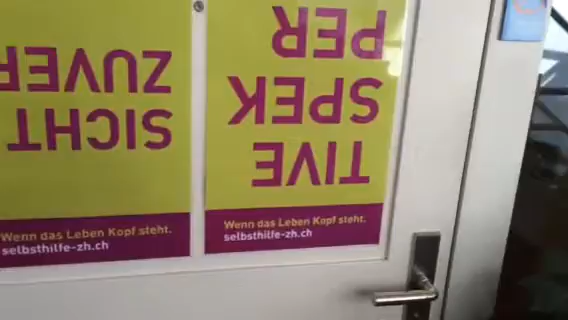 ZUVER
SICHT
Wenn das Leben Kopf steht.
selbsthilfe-zh.ch
PER
SPEK
TIVE
Wenn das Leben Kopf steht.
selbsthilfe-zh.ch